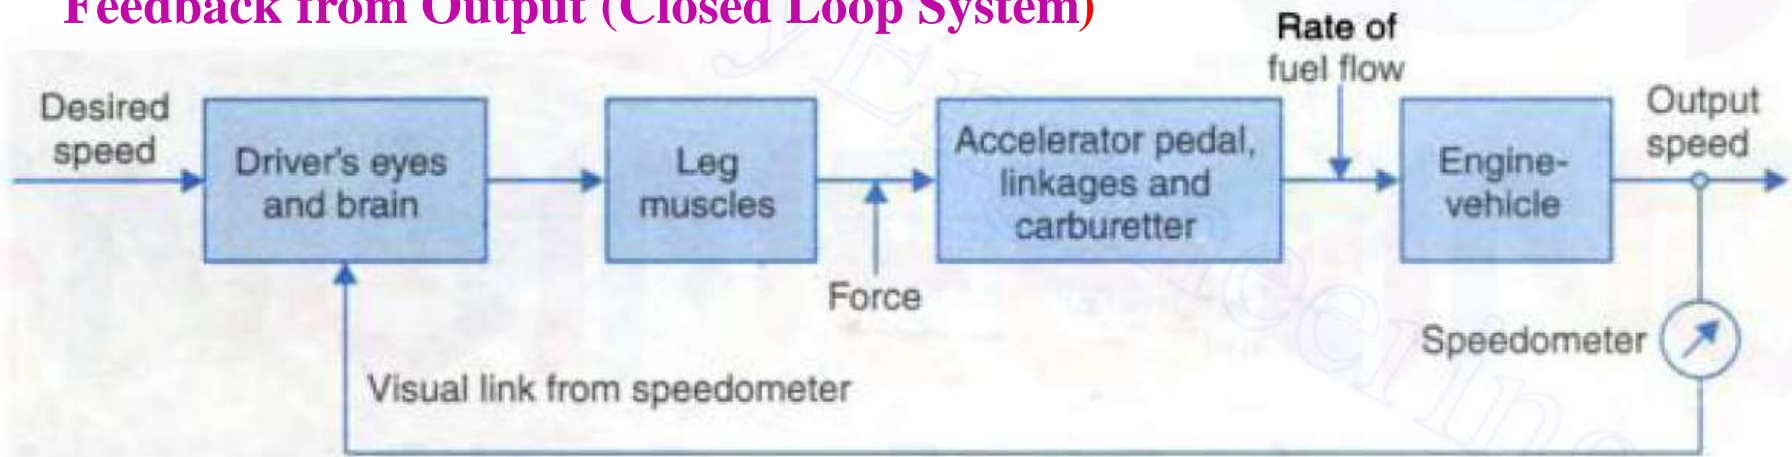 Feedback from Output (Closed Loop System)
Rate of
fuel flow
Desired
speed
Driver's eyes
and brain
Leg
muscles
Force
Accelerator pedal,
linkages and
carburetter
Engine-
vehicle
Output
speed
Speedometer
Visual link from speedometer